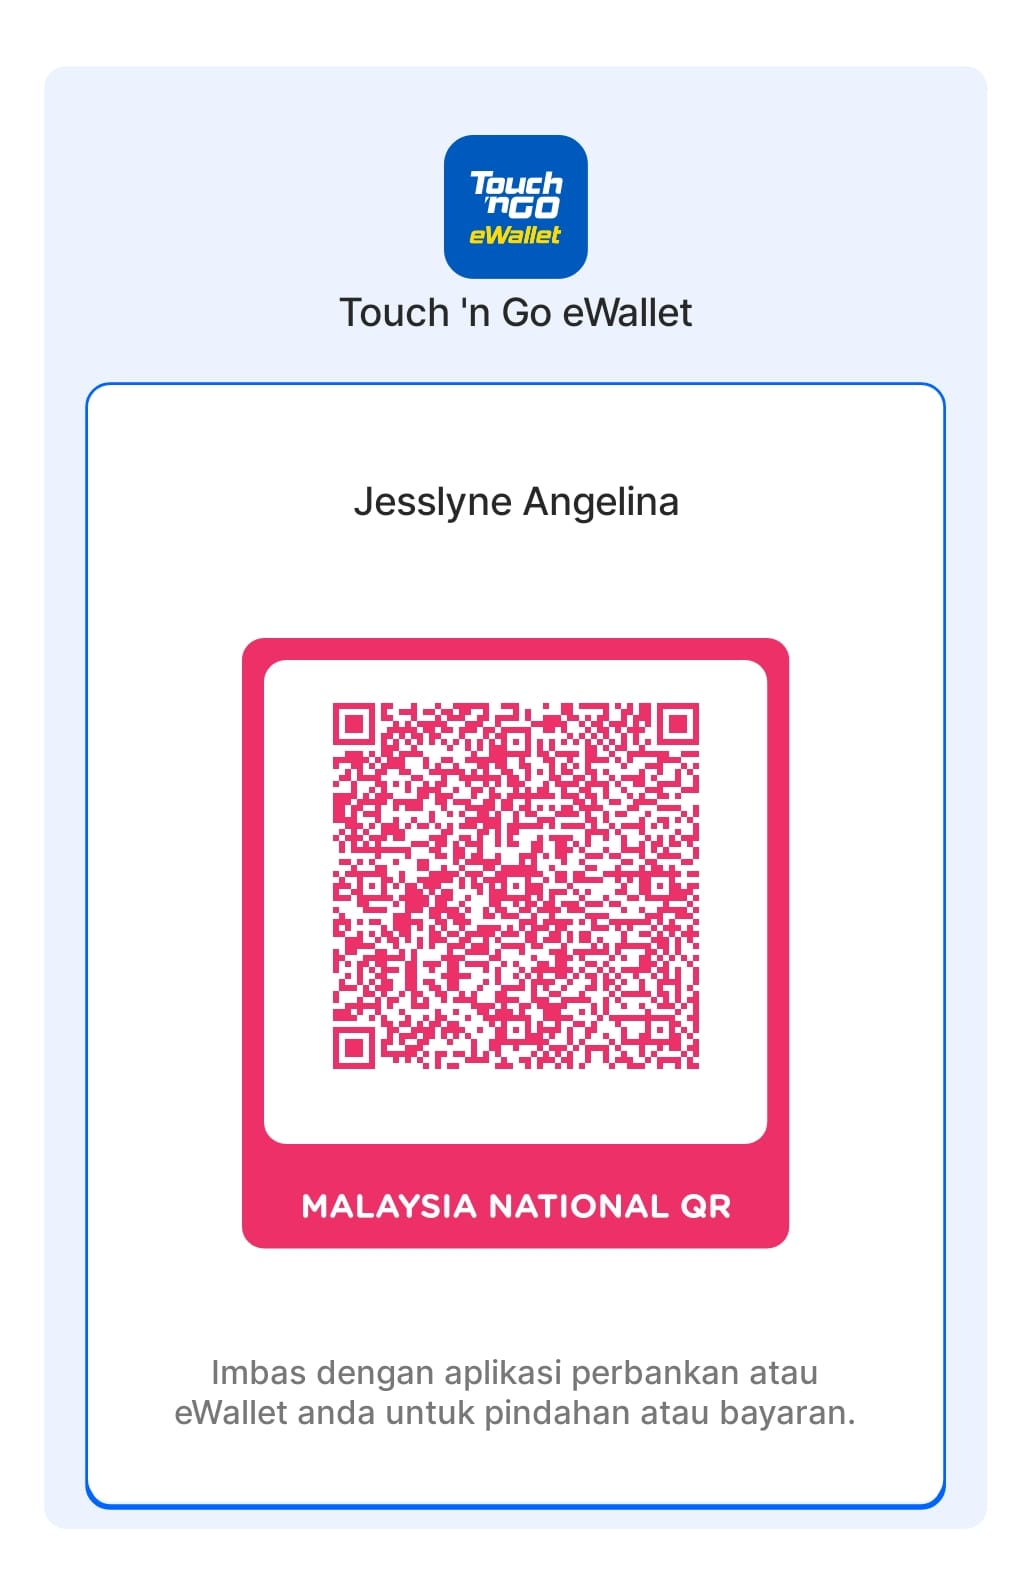 Touch
'nGO
eWallet
Touch 'n Go eWallet
Jesslyne Angelina
MALAYSIA NATIONAL QR
Imbas dengan aplikasi perbankan atau
eWallet anda untuk pindahan atau bayaran.